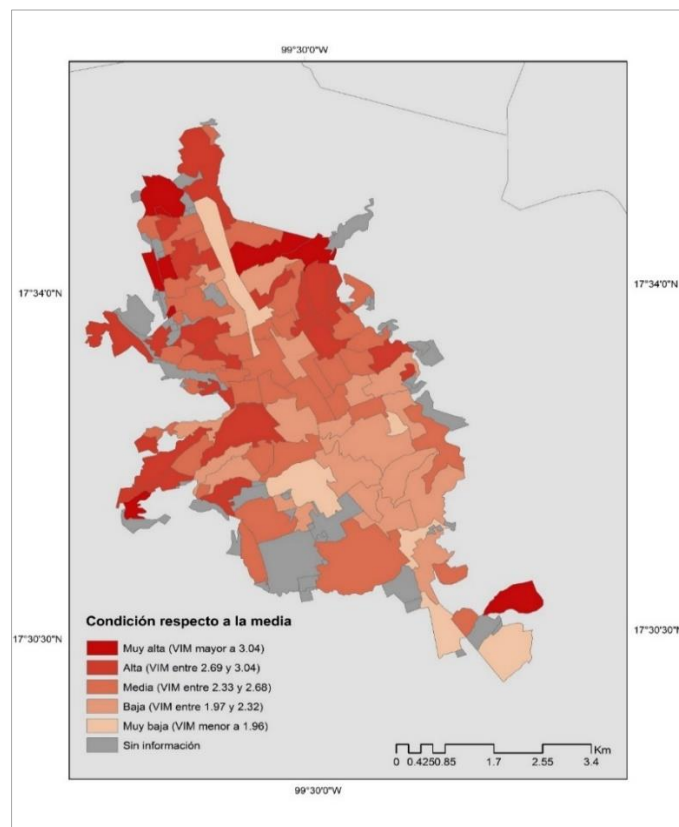 99°30'0"W
17°34'0"N
17°34'0"N
Condición respecto a la media
Muy alta (VIM mayor a 3.04)
Alta (VIM entre 2.69 y 3.04)
Media (VIM entre 2.33 y 2.68)
Baja (VIM entre 1.97 y 2.32)
Muy baja (VIM menor a 1.96)
Sin información
17°30'30"N
17°30'30"N
Km
0 0.4250.85 1.7 2.55 3.4
99°30'0"W